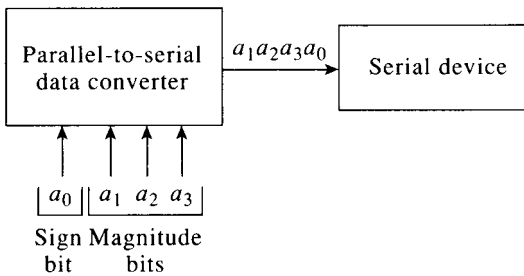 Parallel-to-serial
data converter
a₁a₂a₃a₀
Serial device
a₀ a₁ a₂ a₃
Sign Magnitude
bit bits